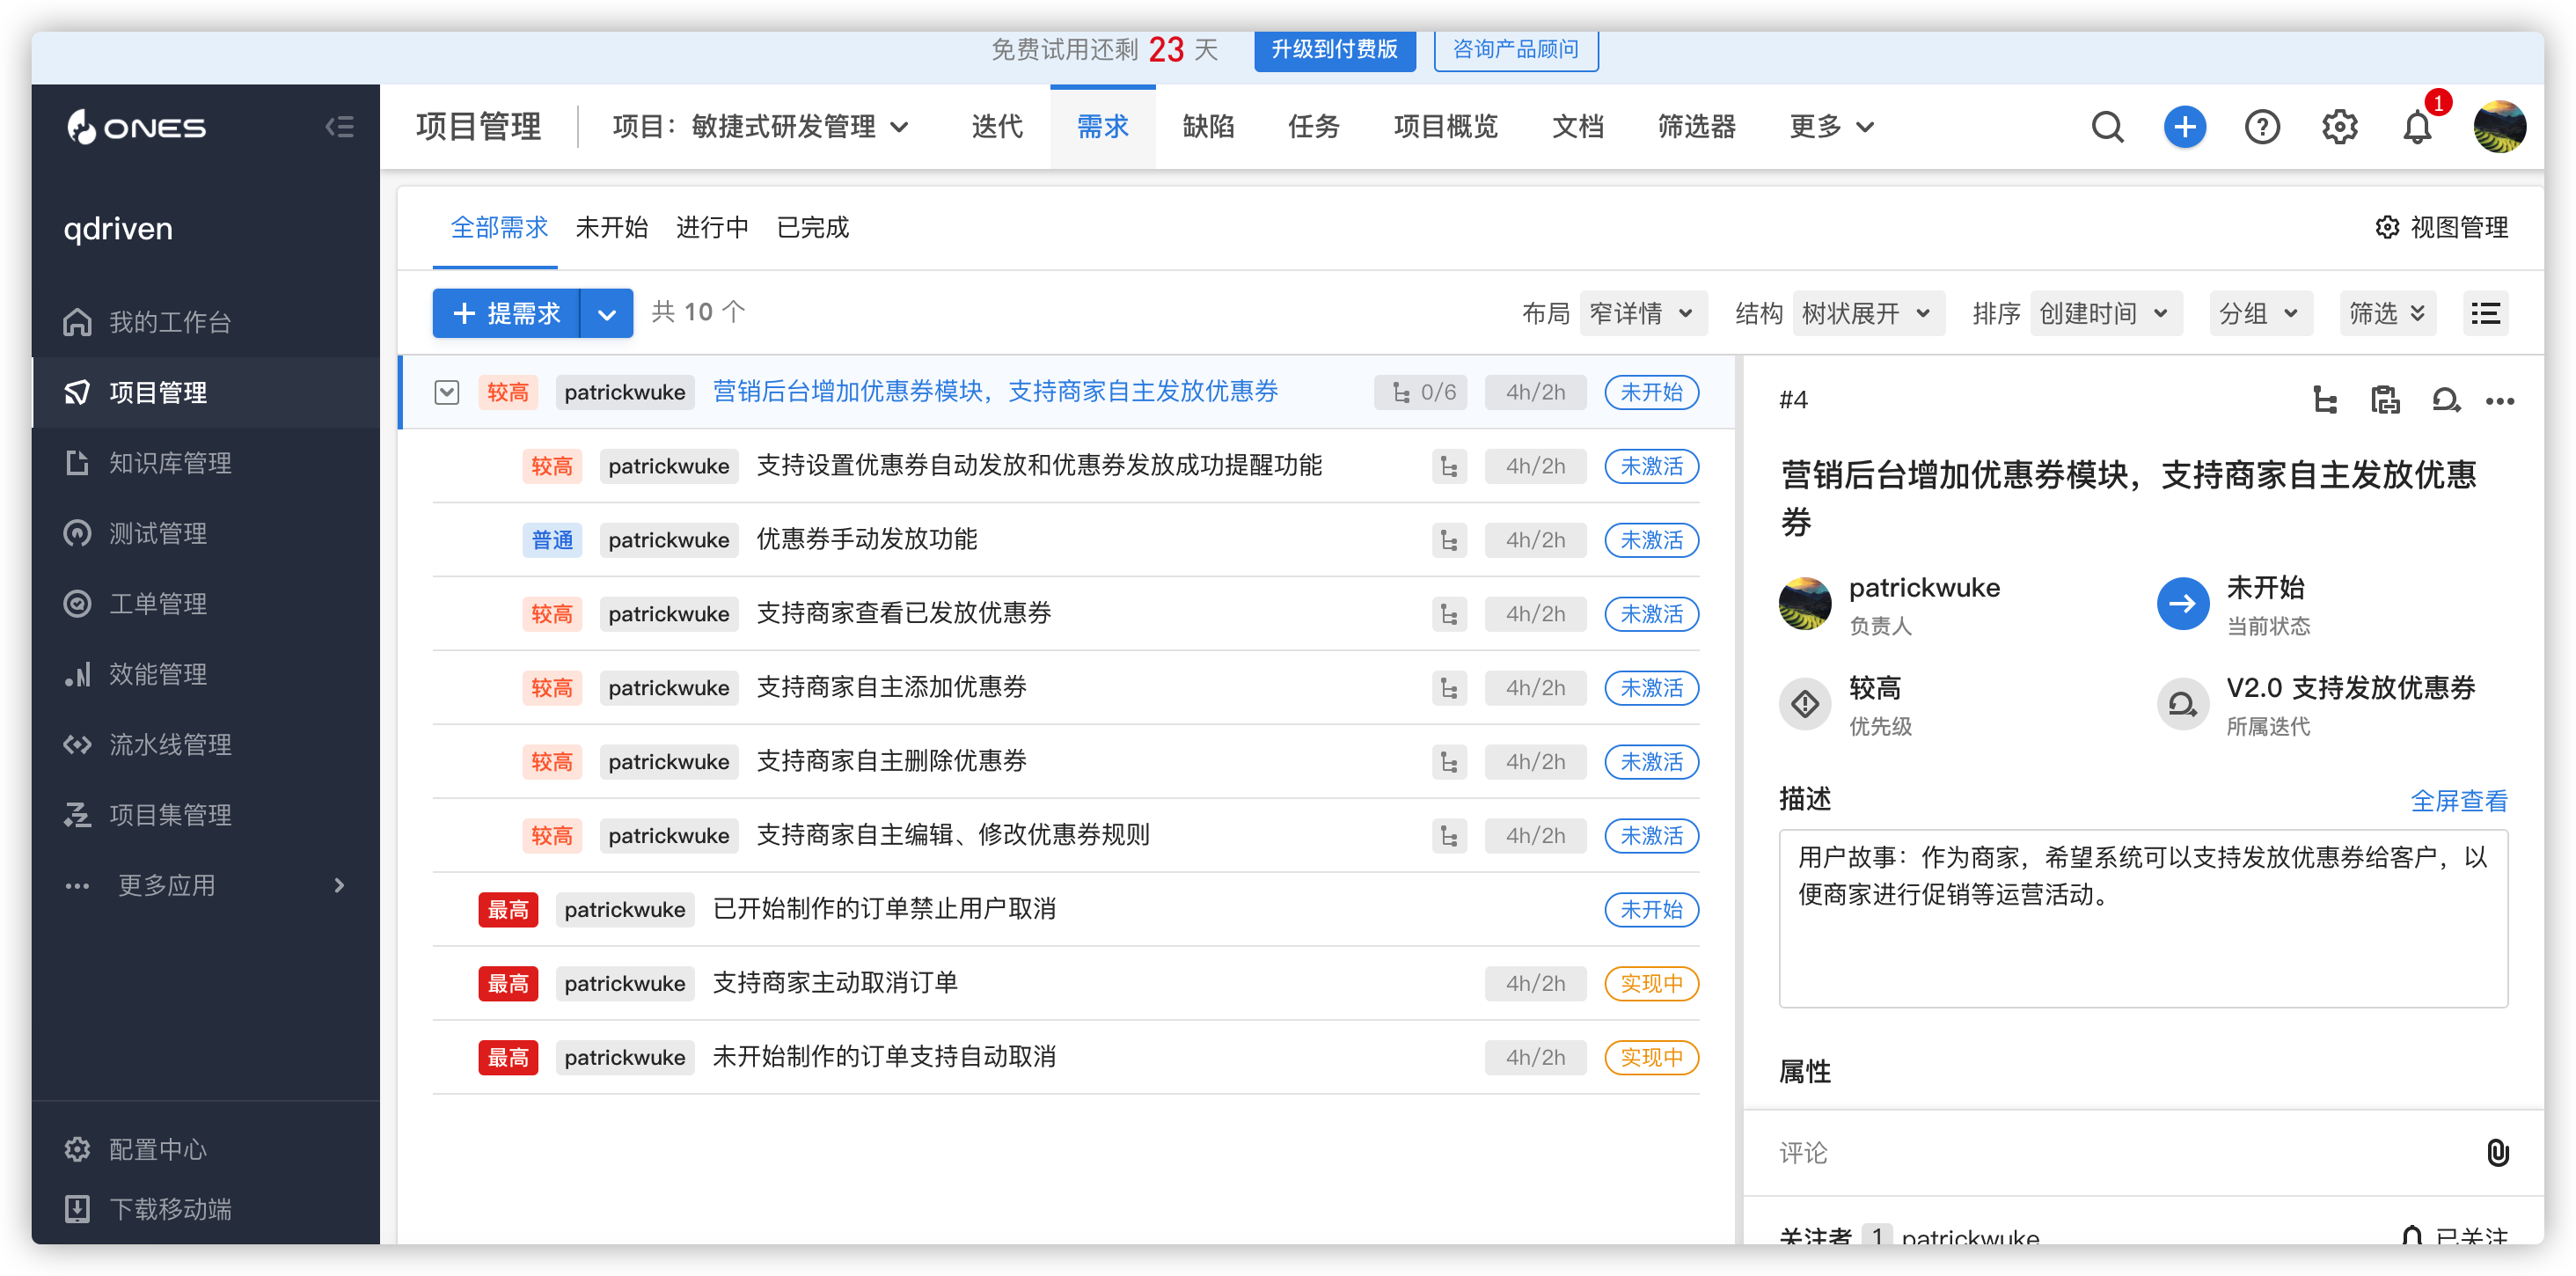 免费试用还剩 23 天 升级到付费版 咨询产品顾问
ONES
项目管理 项目：敏捷式研发管理 迭代 需求 缺陷 任务 项目概览 文档 筛选器 更多 1
qdriven
我的工作台
项目管理
知识库管理
测试管理
工单管理
效能管理
流水线管理
项目集管理
更多应用
配置中心
下载移动端
全部需求 未开始 进行中 已完成 视图管理
提需求 共 10 个 布局 窄详情 结构 树状展开 排序 创建时间 分组 筛选
较高 patrickwuke 营销后台增加优惠券模块，支持商家自主发放优惠券 0/6 4h/2h 未开始
较高 patrickwuke 支持设置优惠券自动发放和优惠券发放成功提醒功能 4h/2h 未激活
普通 patrickwuke 优惠券手动发放功能 4h/2h 未激活
较高 patrickwuke 支持商家查看已发放优惠券 4h/2h 未激活
较高 patrickwuke 支持商家自主添加优惠券 4h/2h 未激活
较高 patrickwuke 支持商家自主删除优惠券 4h/2h 未激活
较高 patrickwuke 支持商家自主编辑、修改优惠券规则 4h/2h 未激活
最高 patrickwuke 已开始制作的订单禁止用户取消 未开始
最高 patrickwuke 支持商家主动取消订单 4h/2h 实现中
最高 patrickwuke 未开始制作的订单支持自动取消 4h/2h 实现中
#4
营销后台增加优惠券模块，支持商家自主发放优惠
券
patrickwuke 未开始
负责人 当前状态
较高 V2.0 支持发放优惠券
优先级 所属迭代
描述 全屏查看
用户故事：作为商家，希望系统可以支持发放优惠券给客户，以
便商家进行促销等运营活动。
属性
评论
关注者 1 patrickwuke 已关注